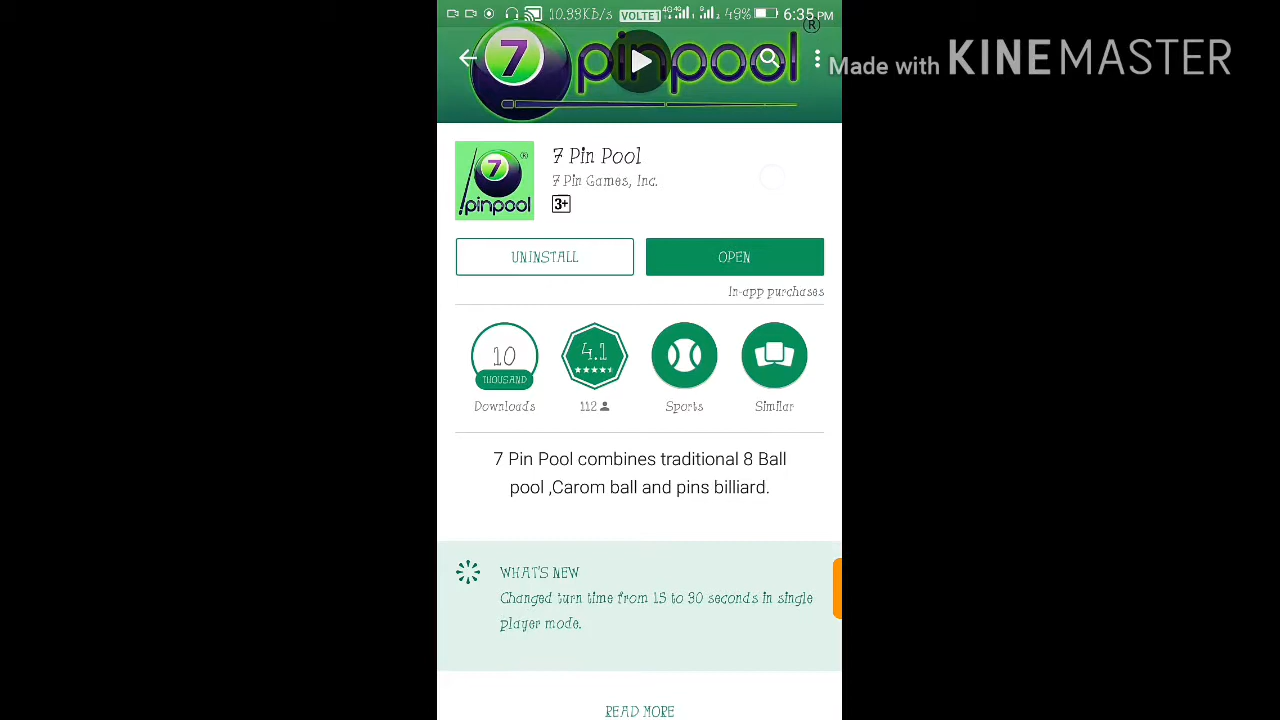 10.99KB/s VOLTE1 4G 49% 6:35 PM
7 pinpool ®
Made with KINEMASTER
7 ® pinpool
7 Pin Pool
7 Pin Games, Inc.
3+
UNINSTALL
OPEN
In-app purchases
10
THOUSAND
4.1
Downloads
112
Sports
Similar
7 Pin Pool combines traditional 8 Ball
pool ,Carom ball and pins billiard.
WHAT'S NEW
Changed turn time from 15 to 30 seconds in single
player mode.
READ MORE